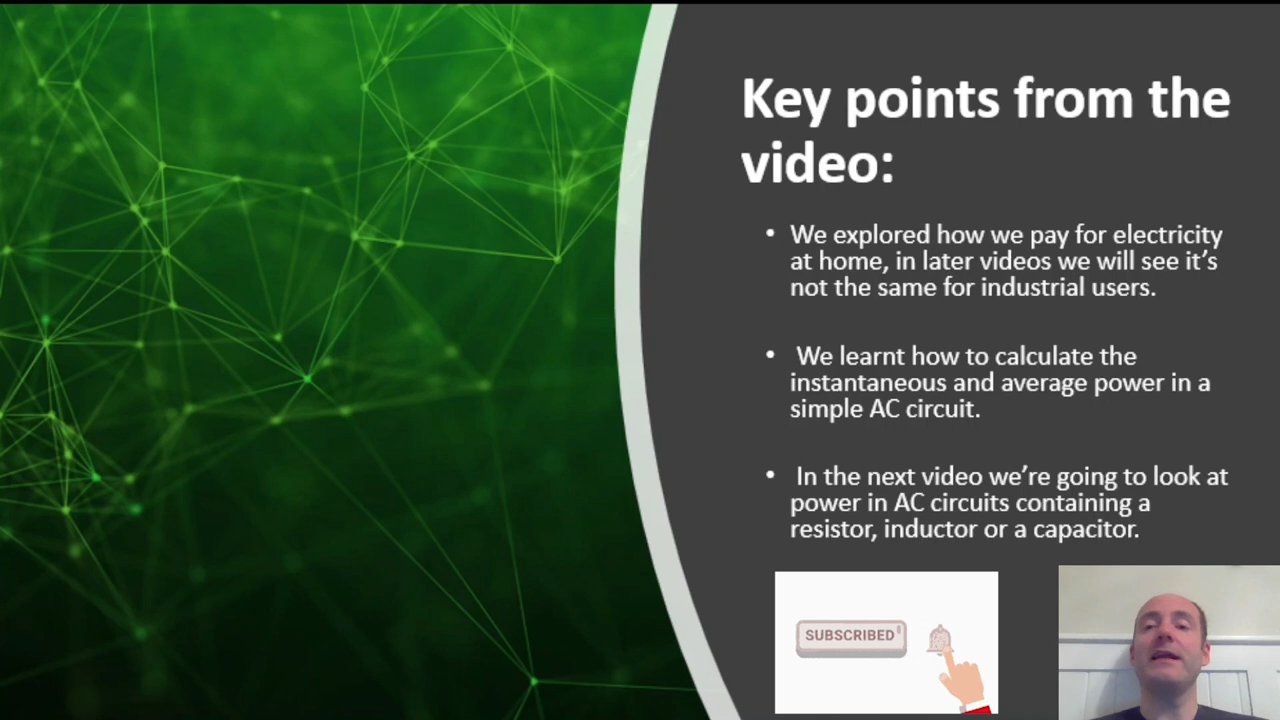 Key points from the
video:
• We explored how we pay for electricity
at home, in later videos we will see it’s
not the same for industrial users.
• We learnt how to calculate the
instantaneous and average power in a
simple AC circuit.
• In the next video we’re going to look at
power in AC circuits containing a
resistor, inductor or a capacitor.
SUBSCRIBED